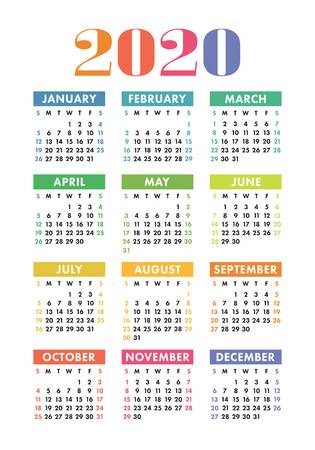 2020
JANUARY
S M T W T F S
1 2 3 4
5 6 7 8 9 10 11
12 13 14 15 16 17 18
19 20 21 22 23 24 25
26 27 28 29 30 31
FEBRUARY
S M T W T F S
1
2 3 4 5 6 7 8
9 10 11 12 13 14 15
16 17 18 19 20 21 22
23 24 25 26 27 28 29
MARCH
S M T W T F S
1 2 3 4 5 6 7
8 9 10 11 12 13 14
15 16 17 18 19 20 21
22 23 24 25 26 27 28
29 30 31
APRIL
S M T W T F S
1 2 3 4
5 6 7 8 9 10 11
12 13 14 15 16 17 18
19 20 21 22 23 24 25
26 27 28 29 30
MAY
S M T W T F S
1 2
3 4 5 6 7 8 9
10 11 12 13 14 15 16
17 18 19 20 21 22 23
24 25 26 27 28 29 30
31
JUNE
S M T W T F S
1 2 3 4 5 6
7 8 9 10 11 12 13
14 15 16 17 18 19 20
21 22 23 24 25 26 27
28 29 30
JULY
S M T W T F S
1 2 3 4
5 6 7 8 9 10 11
12 13 14 15 16 17 18
19 20 21 22 23 24 25
26 27 28 29 30 31
AUGUST
S M T W T F S
1
2 3 4 5 6 7 8
9 10 11 12 13 14 15
16 17 18 19 20 21 22
23 24 25 26 27 28 29
30 31
SEPTEMBER
S M T W T F S
1 2 3 4 5
6 7 8 9 10 11 12
13 14 15 16 17 18 19
20 21 22 23 24 25 26
27 28 29 30
OCTOBER
S M T W T F S
1 2 3
4 5 6 7 8 9 10
11 12 13 14 15 16 17
18 19 20 21 22 23 24
25 26 27 28 29 30 31
NOVEMBER
S M T W T F S
1 2 3 4 5 6 7
8 9 10 11 12 13 14
15 16 17 18 19 20 21
22 23 24 25 26 27 28
29 30
DECEMBER
S M T W T F S
1 2 3 4 5
6 7 8 9 10 11 12
13 14 15 16 17 18 19
20 21 22 23 24 25 26
27 28 29 30 31